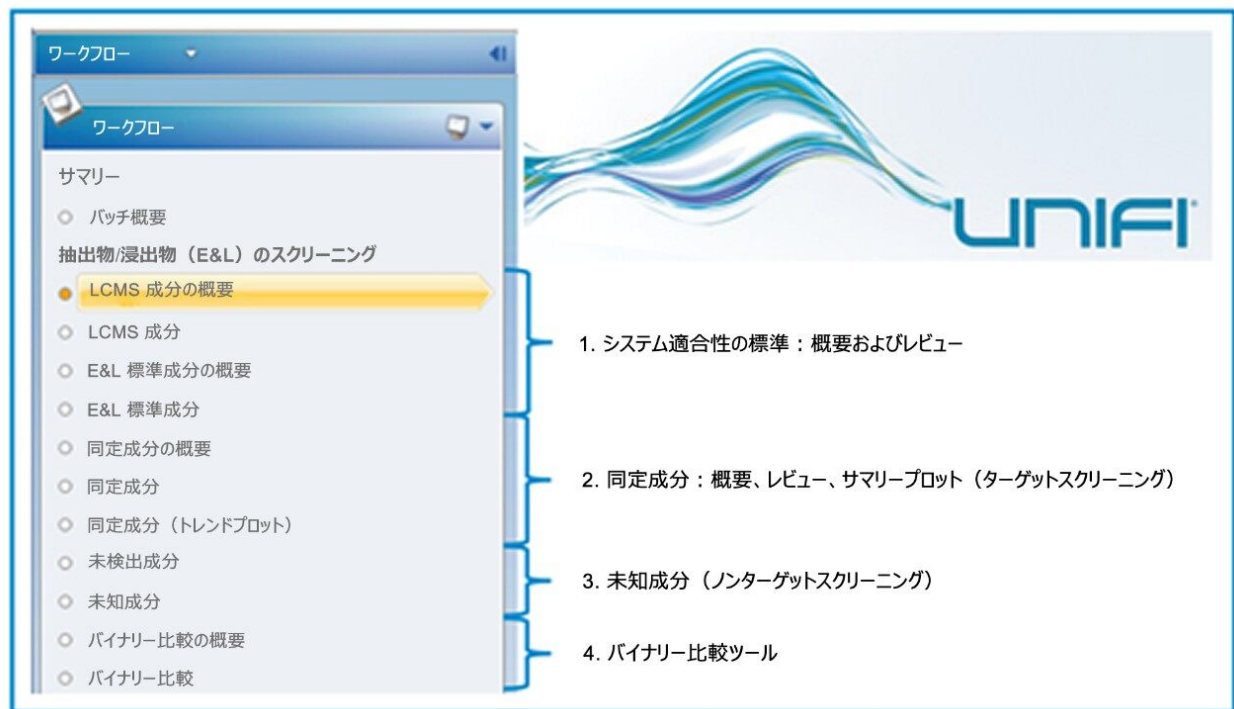 ワークフロー
ワークフロー
サマリー
バッチ概要
抽出物/浸出物（E&L）のスクリーニング
LCMS 成分の概要
LCMS 成分
E&L 標準成分の概要
E&L 標準成分
同定成分の概要
同定成分
同定成分（トレンドプロット）
未検出成分
未知成分
バイナリー比較の概要
バイナリー比較
UNIFI
1. システム適合性の標準：概要およびレビュー
2. 同定成分：概要、レビュー、サマリープロット（ターゲットスクリーニング）
3. 未知成分（ノンターゲットスクリーニング）
4. バイナリー比較ツール